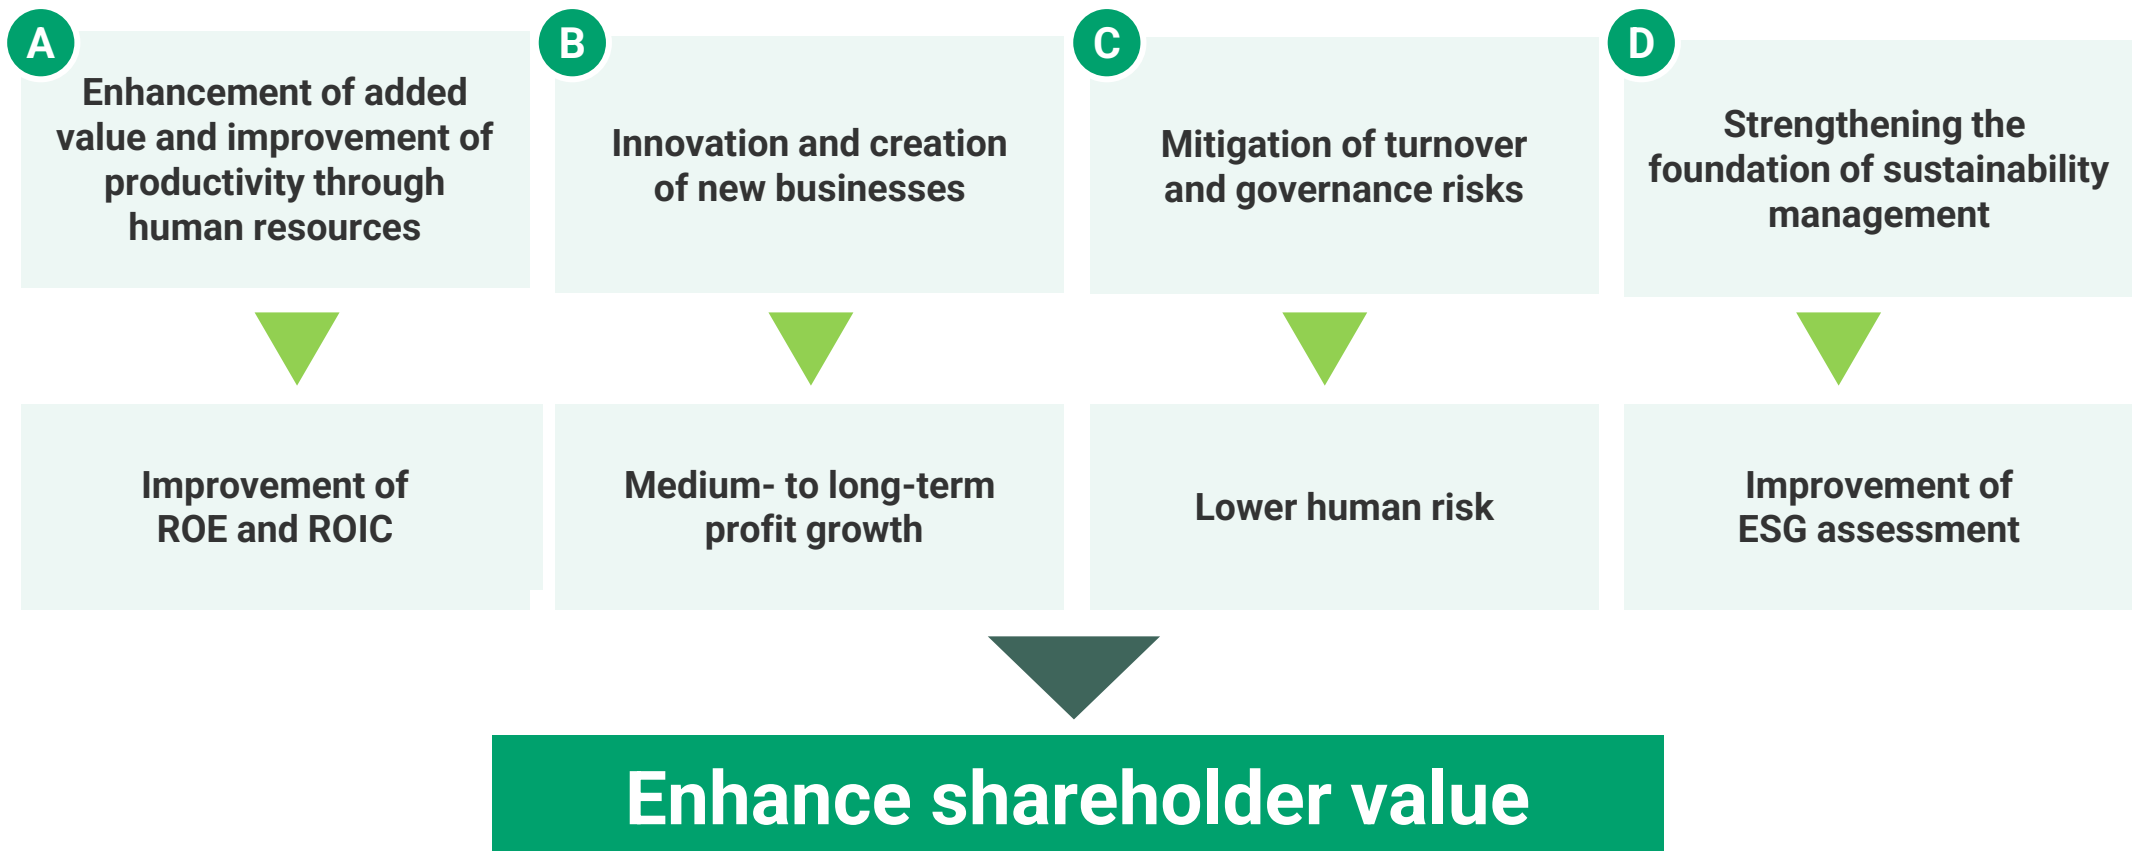 A
Enhancement of added
value and improvement of
productivity through
human resources
B
Innovation and creation
of new businesses
C
Mitigation of turnover
and governance risks
D
Strengthening the
foundation of sustainability
management
Improvement of
ROE and ROIC
Medium- to long-term
profit growth
Lower human risk
Improvement of
ESG assessment
Enhance shareholder value